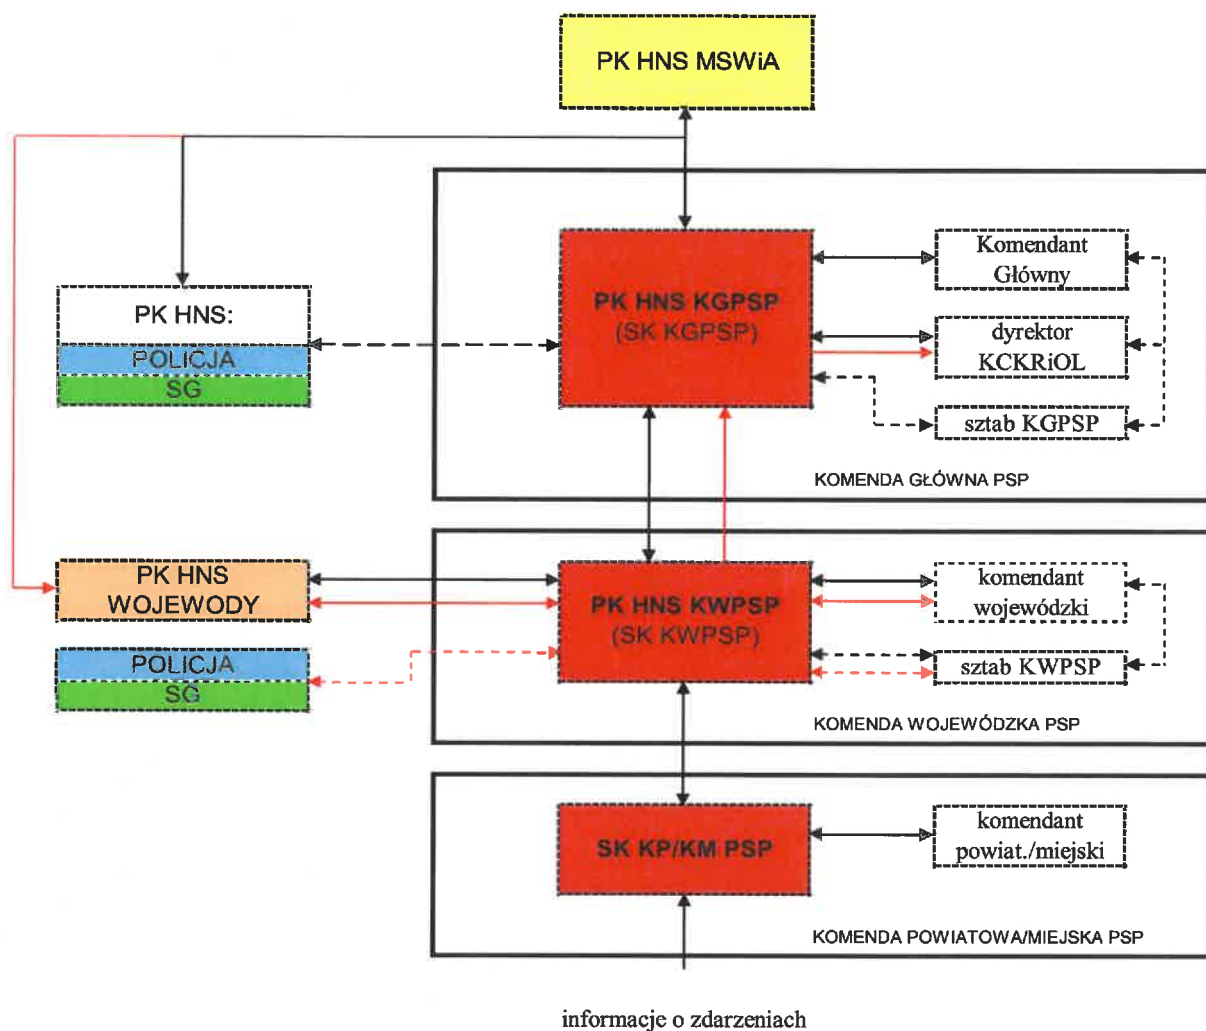 PK HNS MSWiA
PK HNS KGPSP
(SK KGPSP)
Komendant
Główny
dyrektor
KCKRiOL
sztab KGPSP
KOMENDA GŁÓWNA PSP
PK HNS:
POLICJA
SG
PK HNS
WOJEWODY
POLICJA
SG
PK HNS KWPSP
(SK KWPSP)
komendant
wojewódzki
sztab KWPSP
KOMENDA WOJEWÓDZKA PSP
SK KP/KM PSP
komendant
powiat./miejski
KOMENDA POWIATOWA/MIEJSKA PSP
informacje o zdarzeniach